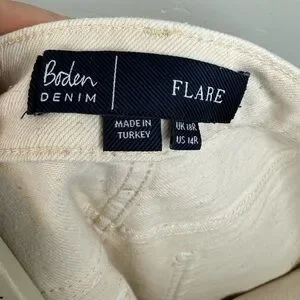 Boden
DENIM
FLARE
MADE IN
TURKEY
UK 18R
US 14R